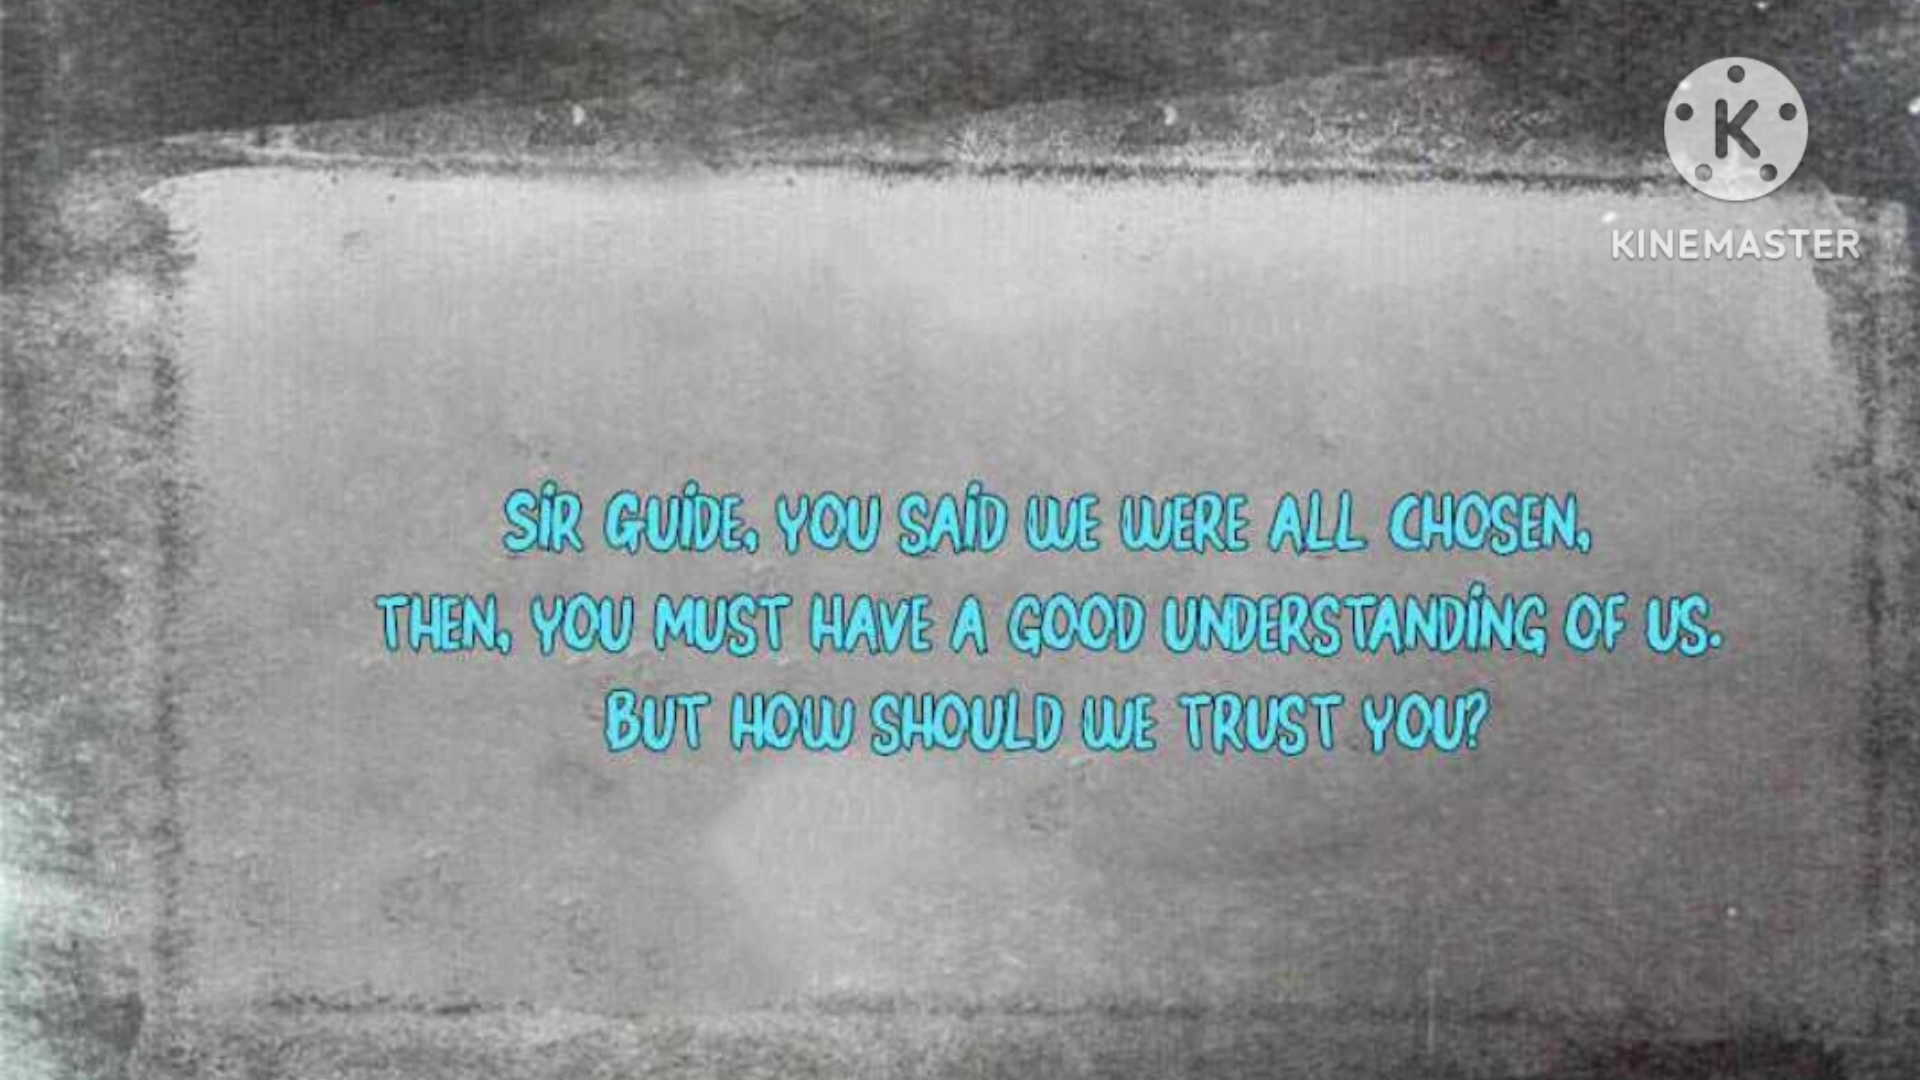 K
KINEMASTER
SIR GUIDE, YOU SAID WE WERE ALL CHOSEN,
THEN, YOU MUST HAVE A GOOD UNDERSTANDING OF US.
BUT HOW SHOULD WE TRUST YOU?